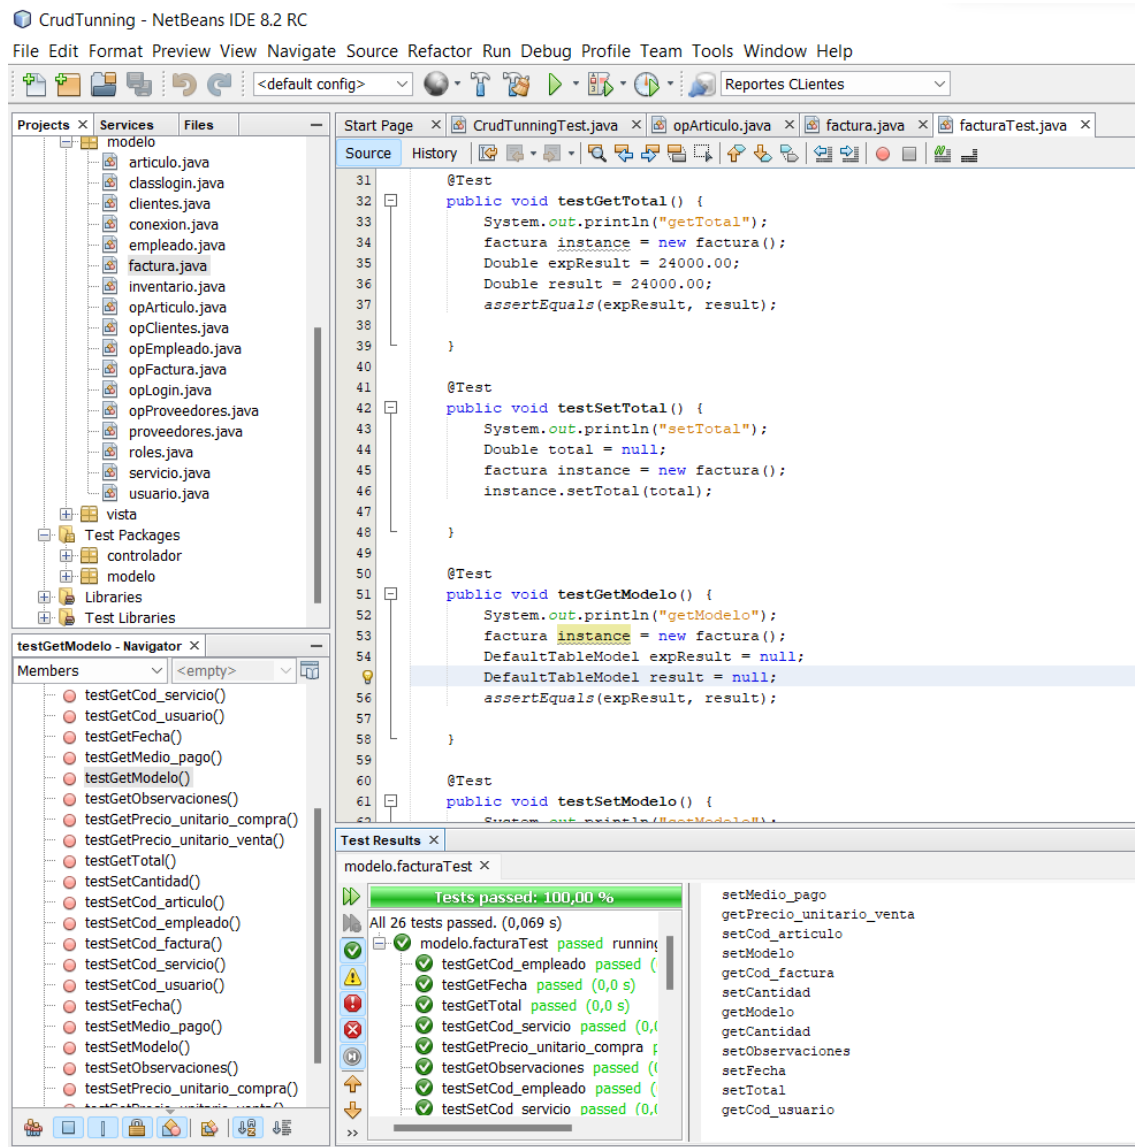 CrudTunning - NetBeans IDE 8.2 RC
File Edit Format Preview View Navigate Source Refactor Run Debug Profile Team Tools Window Help
<default config>
Reportes CLientes
Projects × Services Files
modelo
articulo.java
classlogin.java
clientes.java
conexion.java
empleado.java
factura.java
inventario.java
opArticulo.java
opClientes.java
opEmpleado.java
opFactura.java
opLogin.java
opProveedores.java
proveedores.java
roles.java
servicio.java
usuario.java
vista
Test Packages
controlador
modelo
Libraries
Test Libraries
testGetModelo - Navigator ×
Members
<empty>
testGetCod_servicio()
testGetCod_usuario()
testGetFecha()
testGetMedio_pago()
testGetModelo()
testGetObservaciones()
testGetPrecio_unitario_compra()
testGetPrecio_unitario_venta()
testGetTotal()
testSetCantidad()
testSetCod_articulo()
testSetCod_empleado()
testSetCod_factura()
testSetCod_servicio()
testSetCod_usuario()
testSetFecha()
testSetMedio_pago()
testSetModelo()
testSetObservaciones()
testSetPrecio_unitario_compra()
Start Page × CrudTunningTest.java × opArticulo.java × factura.java × facturaTest.java ×
Source History
31 @Test
32 public void testGetTotal() {
33 System.out.println("getTotal");
34 factura instance = new factura();
35 Double expResult = 24000.00;
36 Double result = 24000.00;
37 assertEquals(expResult, result);
38
39 }
40
41 @Test
42 public void testSetTotal() {
43 System.out.println("setTotal");
44 Double total = null;
45 factura instance = new factura();
46 instance.setTotal(total);
47
48 }
49
50 @Test
51 public void testGetModelo() {
52 System.out.println("getModelo");
53 factura instance = new factura();
54 DefaultTableModel expResult = null;
DefaultTableModel result = null;
56 assertEquals(expResult, result);
57
58 }
59
60 @Test
61 public void testSetModelo() {
Test Results ×
modelo.facturaTest ×
Tests passed: 100,00 %
All 26 tests passed. (0,069 s)
modelo.facturaTest passed running
testGetCod_empleado passed (
testGetFecha passed (0,0 s)
testGetTotal passed (0,0 s)
testGetCod_servicio passed (0,0
testGetPrecio_unitario_compra p
testGetObservaciones passed (
testSetCod_empleado passed (
testSetCod_servicio passed (0,0
setMedio_pago
getPrecio_unitario_venta
setCod_articulo
setModelo
getCod_factura
setCantidad
getModelo
getCantidad
setObservaciones
setFecha
setTotal
getCod_usuario